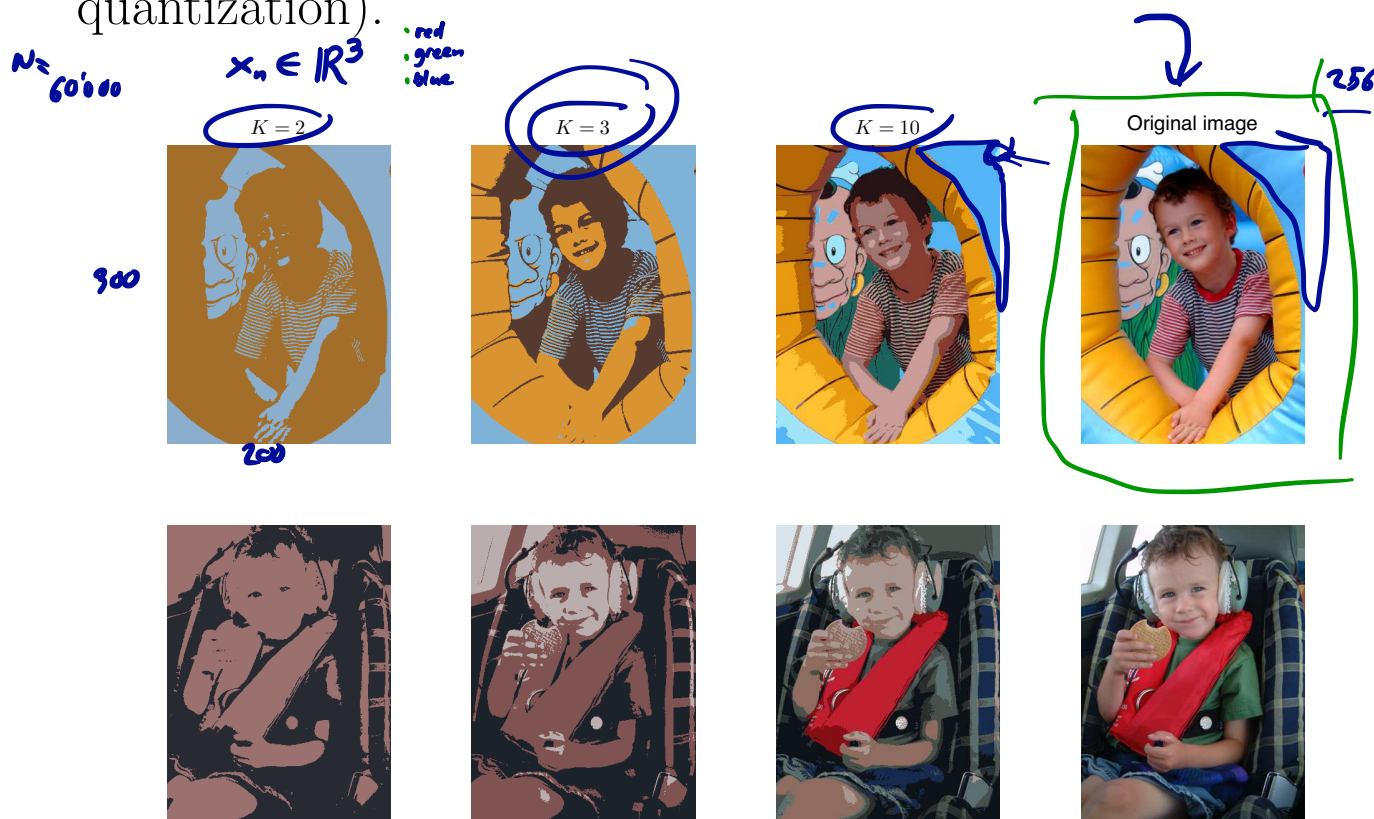 quantization).
N=
60'000
xₙ ∈ ℝ³
• red
• green
• blue
256
K = 2
K = 3
K = 10
Original image
300
200